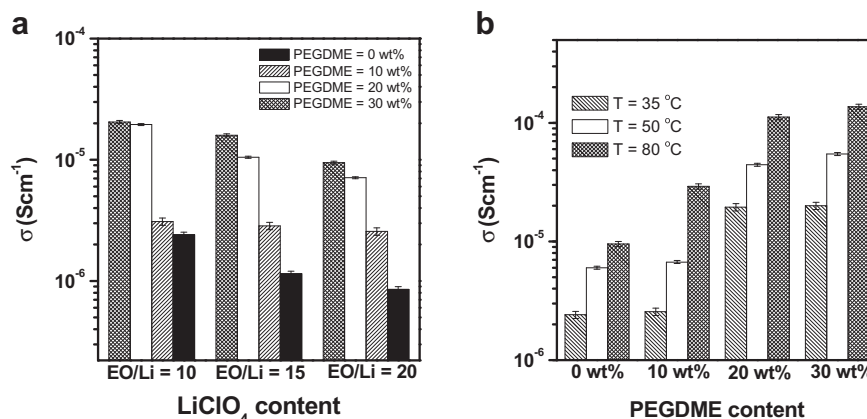 a
σ (Scm⁻¹)
10⁻⁴
10⁻⁵
10⁻⁶
PEGDME = 0 wt%
PEGDME = 10 wt%
PEGDME = 20 wt%
PEGDME = 30 wt%
EO/Li = 10 EO/Li = 15 EO/Li = 20
LiClO₄ content
b
σ (Scm⁻¹)
10⁻⁴
10⁻⁵
10⁻⁶
T = 35 °C
T = 50 °C
T = 80 °C
0 wt% 10 wt% 20 wt% 30 wt%
PEGDME content